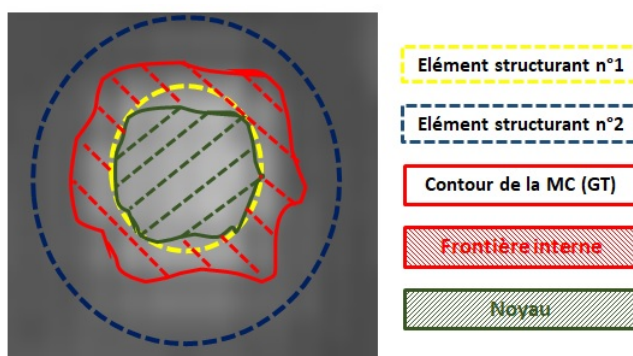 Elément structurant n°1
Elément structurant n°2
Contour de la MC (GT)
Frontière interne
Noyau